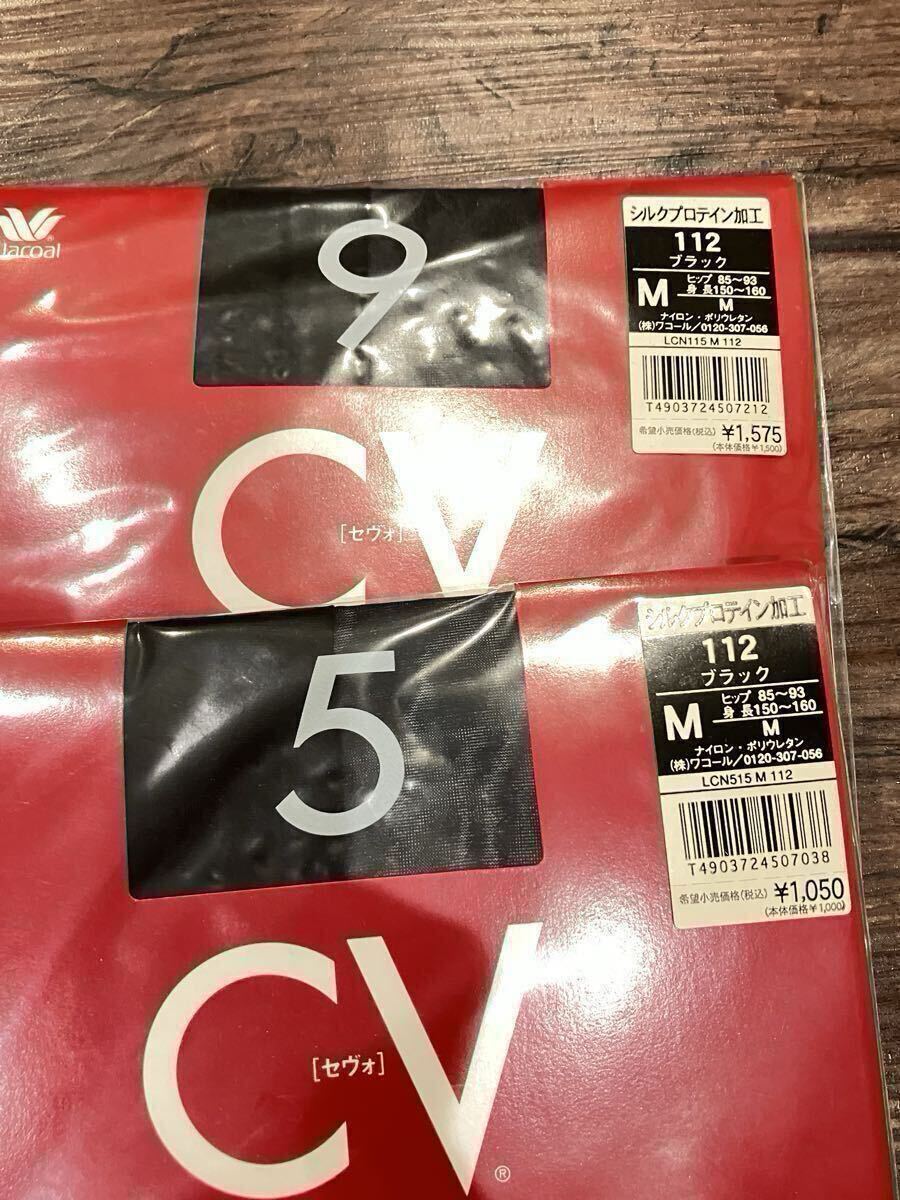 9
シルクプロテイン加工
112
ブラック
M
ヒップ 85〜93
身 長150〜160
M
ナイロン・ポリウレタン
(株)ワコール/0120-307-056
LCN115 M 112
T4903724507212
希望小売価格(税込) ¥1,575
(本体価格¥1,500)
CV
[セヴォ]
5
シルクプロテイン加工
112
ブラック
M
ヒップ 85〜93
身 長150〜160
M
ナイロン・ポリウレタン
(株)ワコール/0120-307-056
LCN515 M 112
T4903724507038
希望小売価格(税込) ¥1,050
(本体価格¥1,000)
CV
[セヴォ]
®